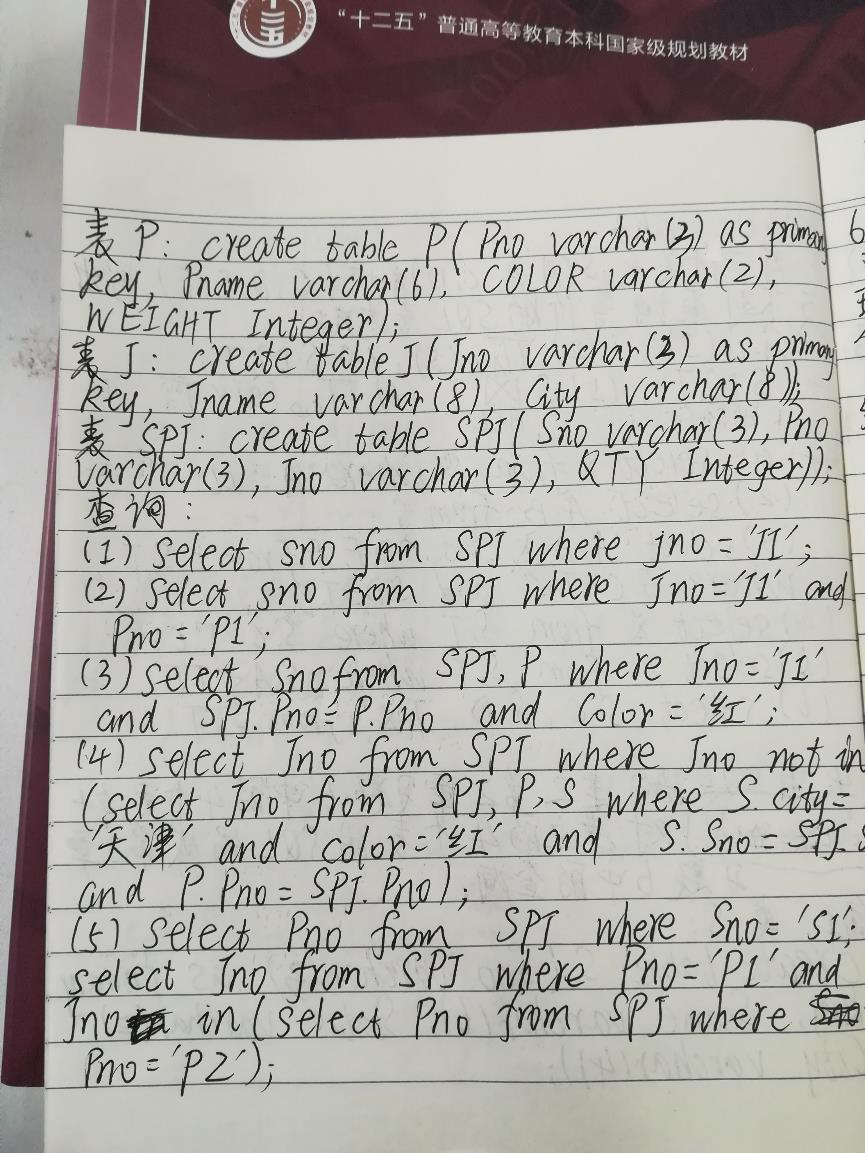 “十二五”普通高等教育本科国家级规划教材
表 P: create table P( Pno varchar(3) as primary
key, Pname varchar(6), COLOR varchar(2),
WEIGHT Integer);
表 J: create table J(Jno varchar(3) as primary
key, Jname varchar(8), City varchar(8));
表 SPJ: create table SPJ( Sno varchar(3), Pno
varchar(3), Jno varchar(3), QTY Integer));
查询:
(1) select sno from SPJ where jno = 'J1';
(2) select sno from SPJ where Jno='J1' and
Pno = 'P1';
(3) select Sno from SPJ, P where Jno='J1'
and SPJ.Pno= P.Pno and Color = '红';
(4) select Jno from SPJ where Jno not in
(select Jno from SPJ, P, S where S.city=
'天津' and color='红' and S.Sno = SPJ.S
and P.Pno = SPJ.Pno);
(5) select Pno from SPJ where Sno = 'S1';
select Jno from SPJ where Pno='P1' and
Jno in (select Pno from SPJ where
Pno='P2');